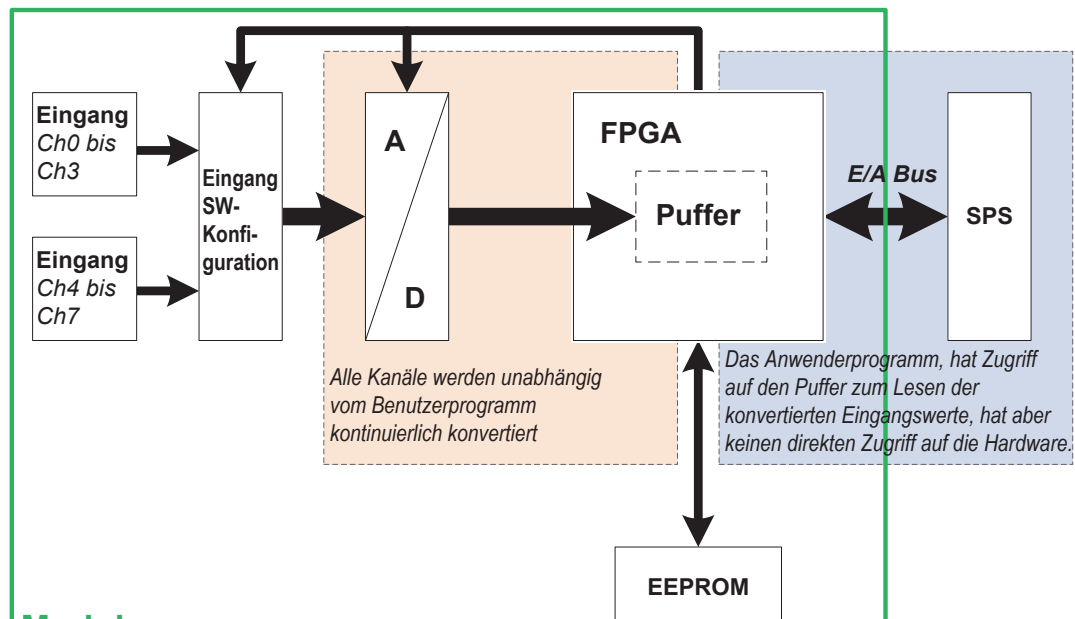 Eingang
Ch0 bis
Ch3
Eingang
Ch4 bis
Ch7
Eingang
SW-
Konfi-
guration
A
D
Alle Kanäle werden unabhängig
vom Benutzerprogramm
kontinuierlich konvertiert
FPGA
Puffer
E/A Bus
SPS
Das Anwenderprogramm, hat Zugriff
auf den Puffer zum Lesen der
konvertierten Eingangswerte, hat aber
keinen direkten Zugriff auf die Hardware.
EEPROM